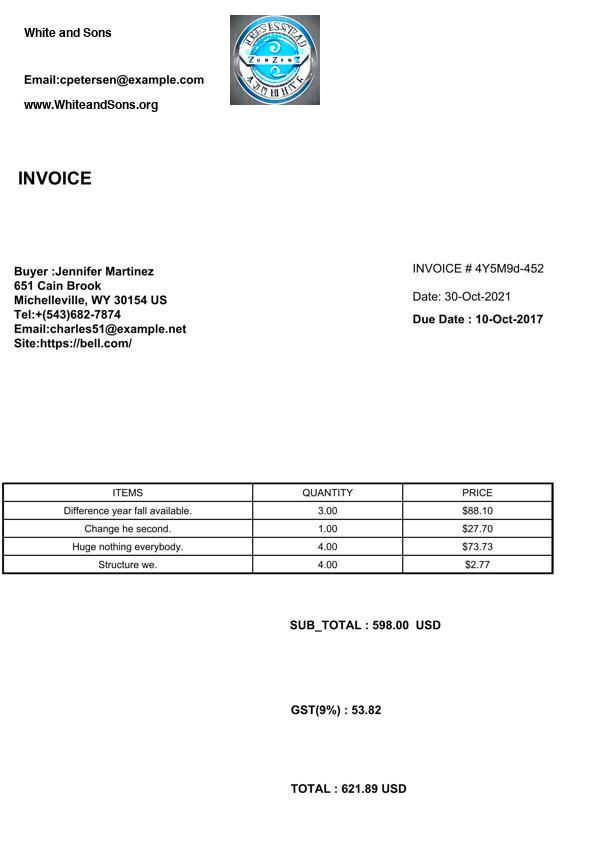 White and Sons
Email:cpetersen@example.com
www.WhiteandSons.org
INVOICE
Buyer :Jennifer Martinez
651 Cain Brook
Michelleville, WY 30154 US
Tel:+(543)682-7874
Email:charles51@example.net
Site:https://bell.com/
INVOICE # 4Y5M9d-452
Date: 30-Oct-2021
Due Date : 10-Oct-2017
ITEMS QUANTITY PRICE
Difference year fall available. 3.00 $88.10
Change he second. 1.00 $27.70
Huge nothing everybody. 4.00 $73.73
Structure we. 4.00 $2.77
SUB_TOTAL : 598.00 USD
GST(9%) : 53.82
TOTAL : 621.89 USD